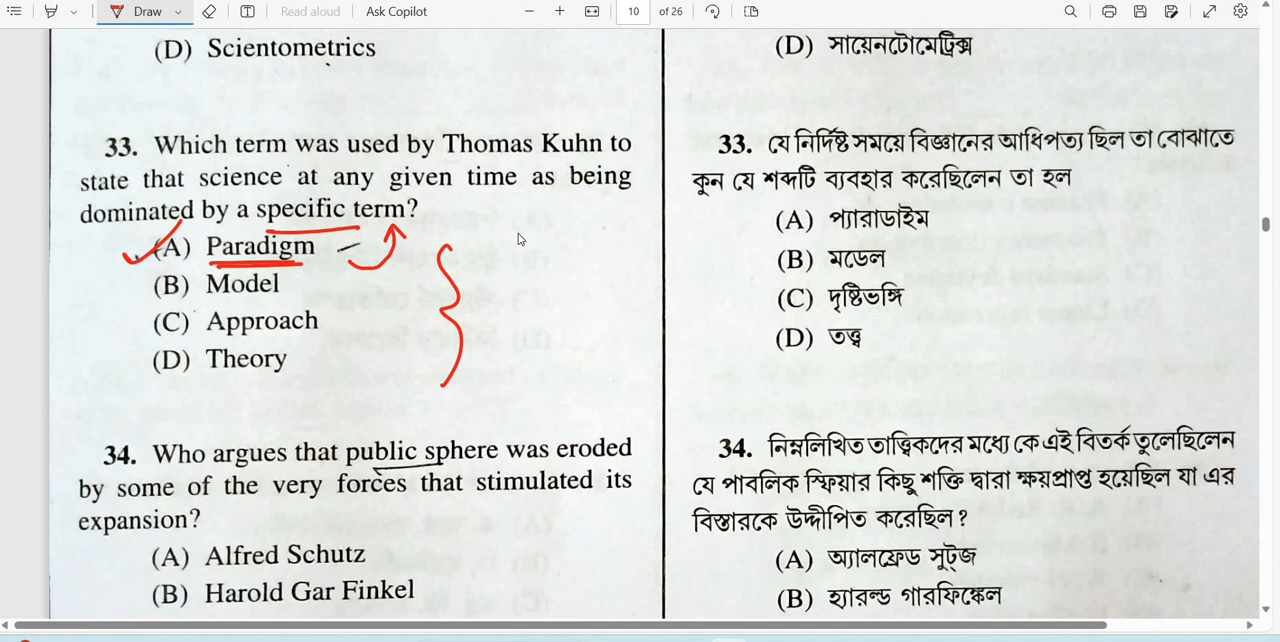 Draw
Read aloud
Ask Copilot
10
of 26
(D) Scientometrics
33. Which term was used by Thomas Kuhn to
state that science at any given time as being
dominated by a specific term?
(A) Paradigm
(B) Model
(C) Approach
(D) Theory
34. Who argues that public sphere was eroded
by some of the very forces that stimulated its
expansion?
(A) Alfred Schutz
(B) Harold Gar Finkel
(D) সায়েনটোমেট্রিক্স
33. যে নির্দিষ্ট সময়ে বিজ্ঞানের আধিপত্য ছিল তা বোঝাতে
কুন যে শব্দটি ব্যবহার করেছিলেন তা হল
(A) প্যারাডাইম
(B) মডেল
(C) দৃষ্টিভঙ্গি
(D) তত্ত্ব
34. নিম্নলিখিত তাত্ত্বিকদের মধ্যে কে এই বিতর্ক তুলেছিলেন
যে পাবলিক স্ফিয়ার কিছু শক্তি দ্বারা ক্ষয়প্রাপ্ত হয়েছিল যা এর
বিস্তারকে উদ্দীপিত করেছিল?
(A) অ্যালফ্রেড সুট্‌জ
(B) হ্যারল্ড গারফিঙ্কেল